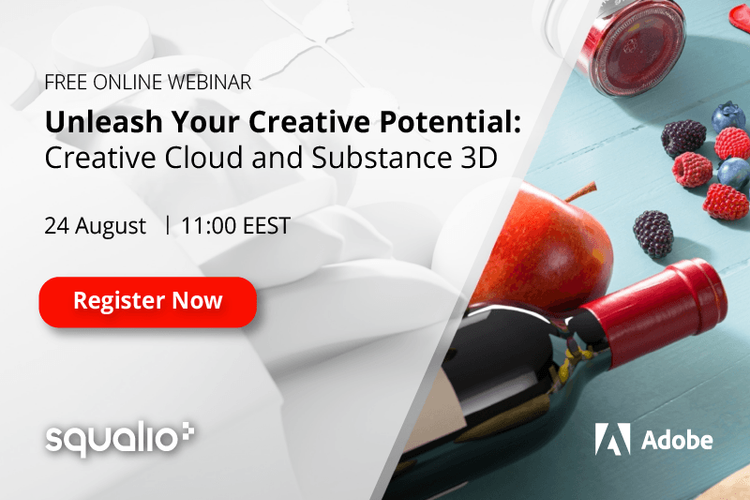 FREE ONLINE WEBINAR
Unleash Your Creative Potential:
Creative Cloud and Substance 3D
24 August | 11:00 EEST
Register Now
squalio
Adobe